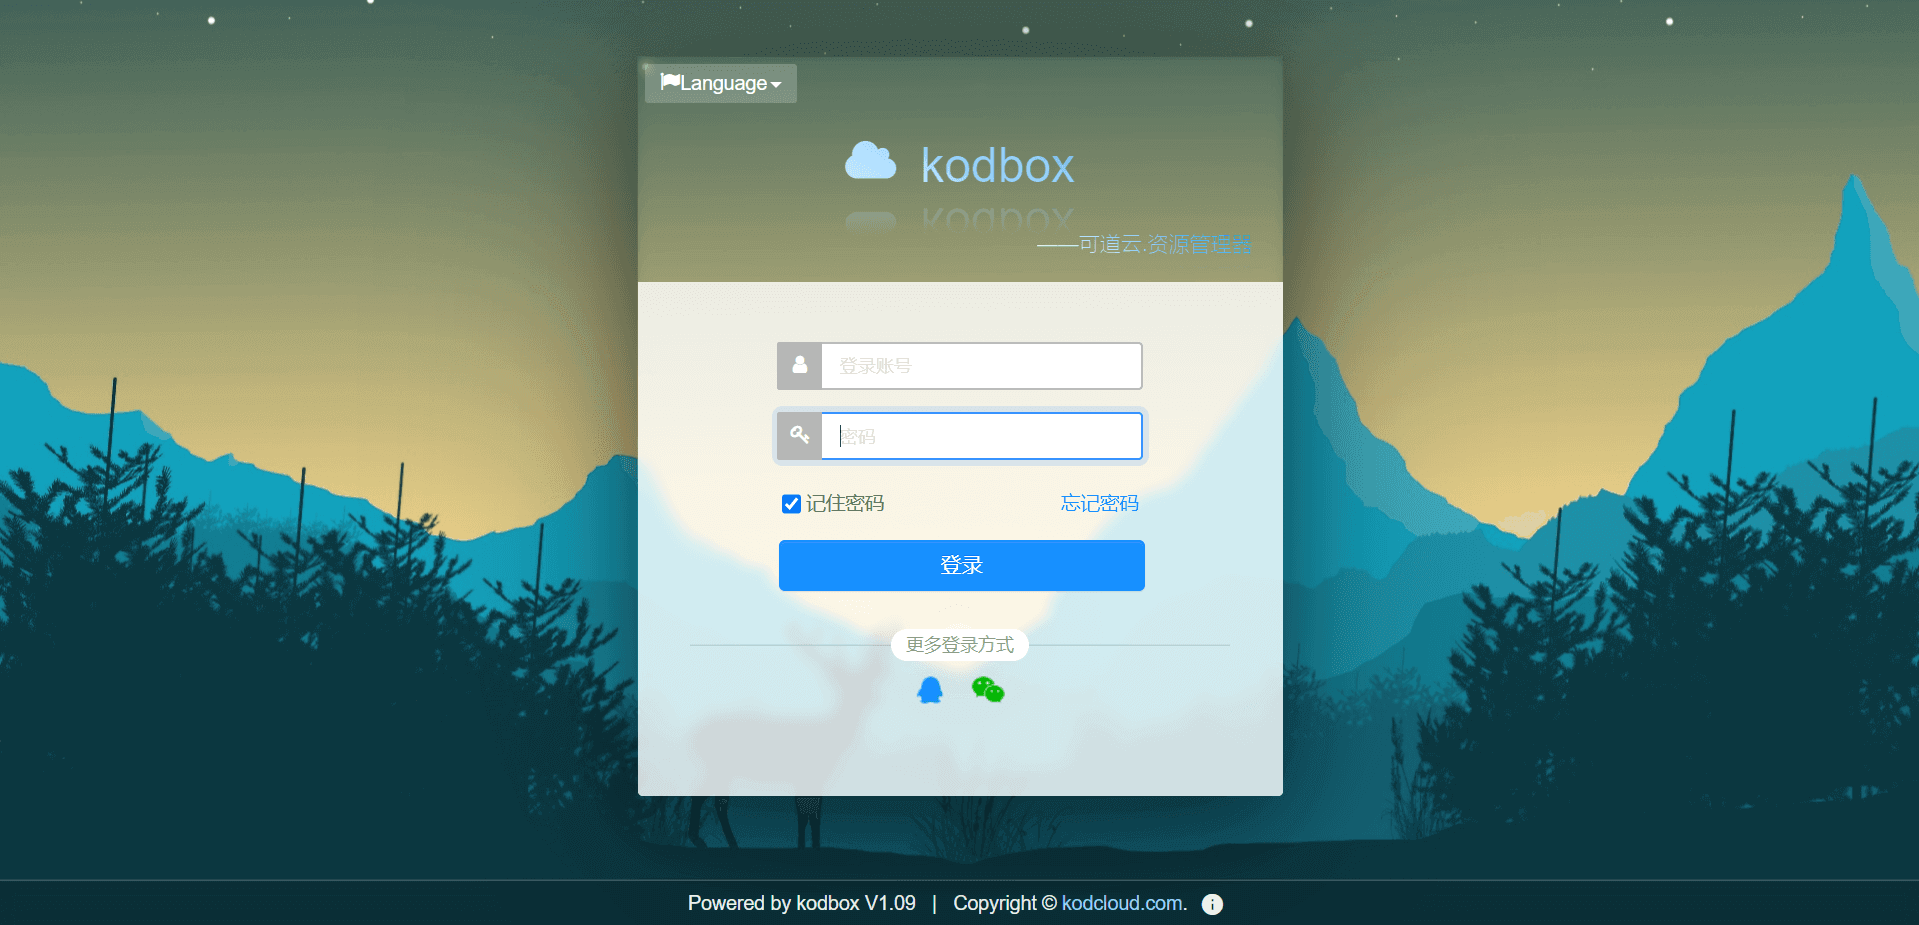 Language
kodbox
——可道云.资源管理器
登录账号
密码
记住密码 忘记密码
登录
更多登录方式
Powered by kodbox V1.09 | Copyright © kodcloud.com.